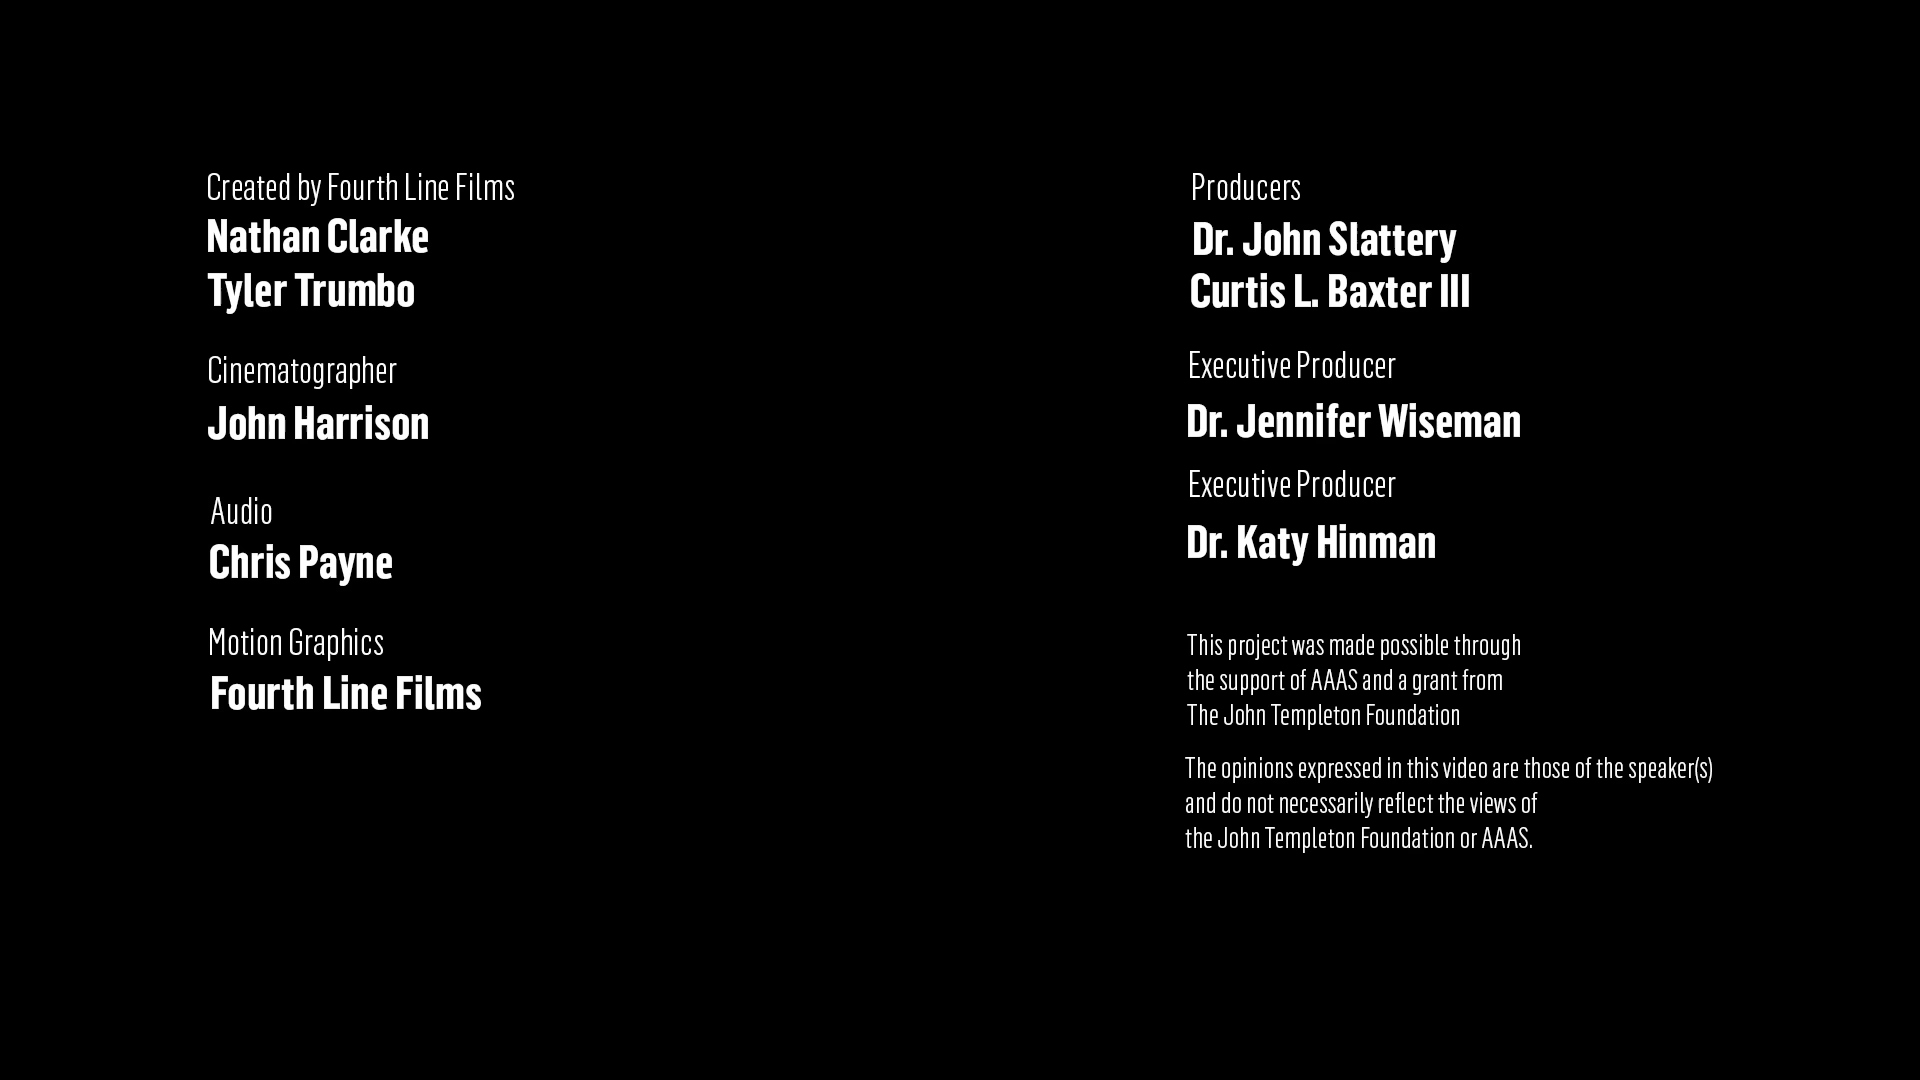 Created by Fourth Line Films
Nathan Clarke
Tyler Trumbo
Cinematographer
John Harrison
Audio
Chris Payne
Motion Graphics
Fourth Line Films
Producers
Dr. John Slattery
Curtis L. Baxter III
Executive Producer
Dr. Jennifer Wiseman
Executive Producer
Dr. Katy Hinman
This project was made possible through
the support of AAAS and a grant from
The John Templeton Foundation
The opinions expressed in this video are those of the speaker(s)
and do not necessarily reflect the views of
the John Templeton Foundation or AAAS.